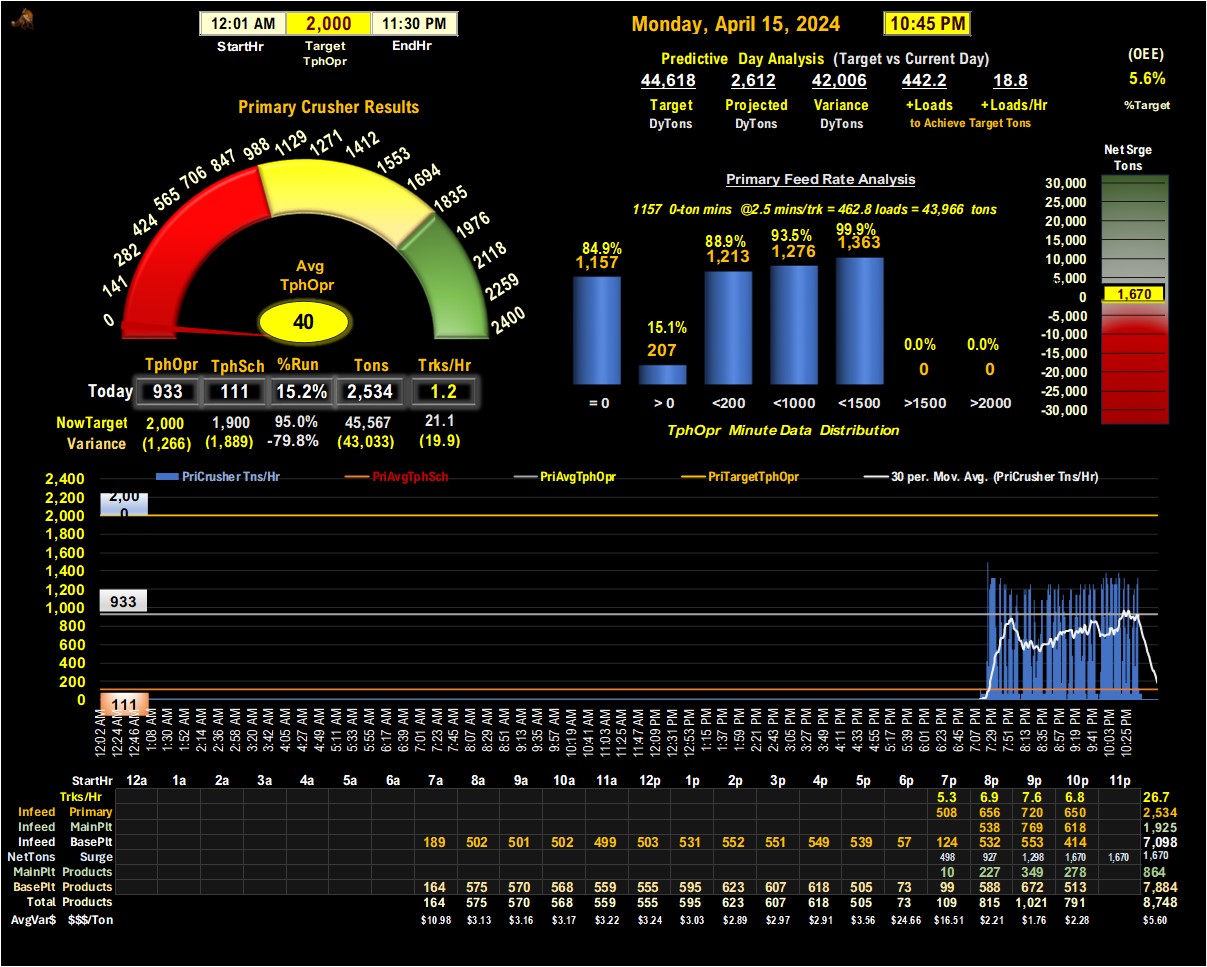 12:01 AM 2,000 11:30 PM
StartHr Target TphOpr EndHr
Monday, April 15, 2024 10:45 PM
Predictive Day Analysis (Target vs Current Day)
44,618 2,612 42,006 442.2 18.8
Target Projected Variance +Loads +Loads/Hr
DyTons DyTons DyTons to Achieve Target Tons
(OEE)
5.6%
%Target
Primary Crusher Results
0 141 282 424 565 706 847 988 1129 1271 1412 1553 1694 1835 1976 2118 2259 2400
Avg
TphOpr
40
TphOpr TphSch %Run Tons Trks/Hr
Today 933 111 15.2% 2,534 1.2
NowTarget 2,000 1,900 95.0% 45,567 21.1
Variance (1,266) (1,889) -79.8% (43,033) (19.9)
Primary Feed Rate Analysis
1157 0-ton mins @2.5 mins/trk = 462.8 loads = 43,966 tons
84.9% 15.1% 88.9% 93.5% 99.9% 0.0% 0.0%
1,157 207 1,213 1,276 1,363 0 0
= 0 > 0 <200 <1000 <1500 >1500 >2000
TphOpr Minute Data Distribution
Net Srge
Tons
30,000
25,000
20,000
15,000
10,000
5,000
0 1,670
-5,000
-10,000
-15,000
-20,000
-25,000
-30,000
PriCrusher Tns/Hr PriAvgTphSch PriAvgTphOpr PriTargetTphOpr 30 per. Mov. Avg. (PriCrusher Tns/Hr)
2,400
2,200 2,00
0
2,000
1,800
1,600
1,400
1,200
1,000 933
800
600
400
200
0 111
12:02 AM 12:24 AM 12:46 AM 1:08 AM 1:30 AM 1:52 AM 2:14 AM 2:36 AM 2:58 AM 3:20 AM 3:42 AM 4:05 AM 4:27 AM 4:49 AM 5:11 AM 5:33 AM 5:55 AM 6:17 AM 6:39 AM 7:01 AM 7:23 AM 7:45 AM 8:07 AM 8:29 AM 8:51 AM 9:13 AM 9:35 AM 9:57 AM 10:19 AM 10:41 AM 11:03 AM 11:25 AM 11:47 AM 12:09 PM 12:31 PM 12:53 PM 1:15 PM 1:37 PM 1:59 PM 2:21 PM 2:43 PM 3:05 PM 3:27 PM 3:49 PM 4:11 PM 4:33 PM 4:55 PM 5:17 PM 5:39 PM 6:01 PM 6:23 PM 6:45 PM 7:07 PM 7:29 PM 7:51 PM 8:13 PM 8:35 PM 8:57 PM 9:19 PM 9:41 PM 10:03 PM 10:25 PM
StartHr 12a 1a 2a 3a 4a 5a 6a 7a 8a 9a 10a 11a 12p 1p 2p 3p 4p 5p 6p 7p 8p 9p 10p 11p
Trks/Hr 5.3 6.9 7.6 6.8 26.7
Infeed Primary 508 656 720 650 2,534
Infeed MainPlt 538 769 618 1,925
Infeed BasePlt 189 502 501 502 499 503 531 552 551 549 539 57 124 532 553 414 7,098
NetTons Surge 498 927 1,298 1,670 1,670 1,670
MainPlt Products 10 227 349 278 864
BasePlt Products 164 575 570 568 559 555 595 623 607 618 505 73 99 588 672 513 7,884
Total Products 164 575 570 568 559 555 595 623 607 618 505 73 109 815 1,021 791 8,748
AvgVar$ $$$/Ton $10.98 $3.13 $3.16 $3.17 $3.22 $3.24 $3.03 $2.89 $2.97 $2.91 $3.56 $24.66 $16.51 $2.21 $1.76 $2.28 $5.60